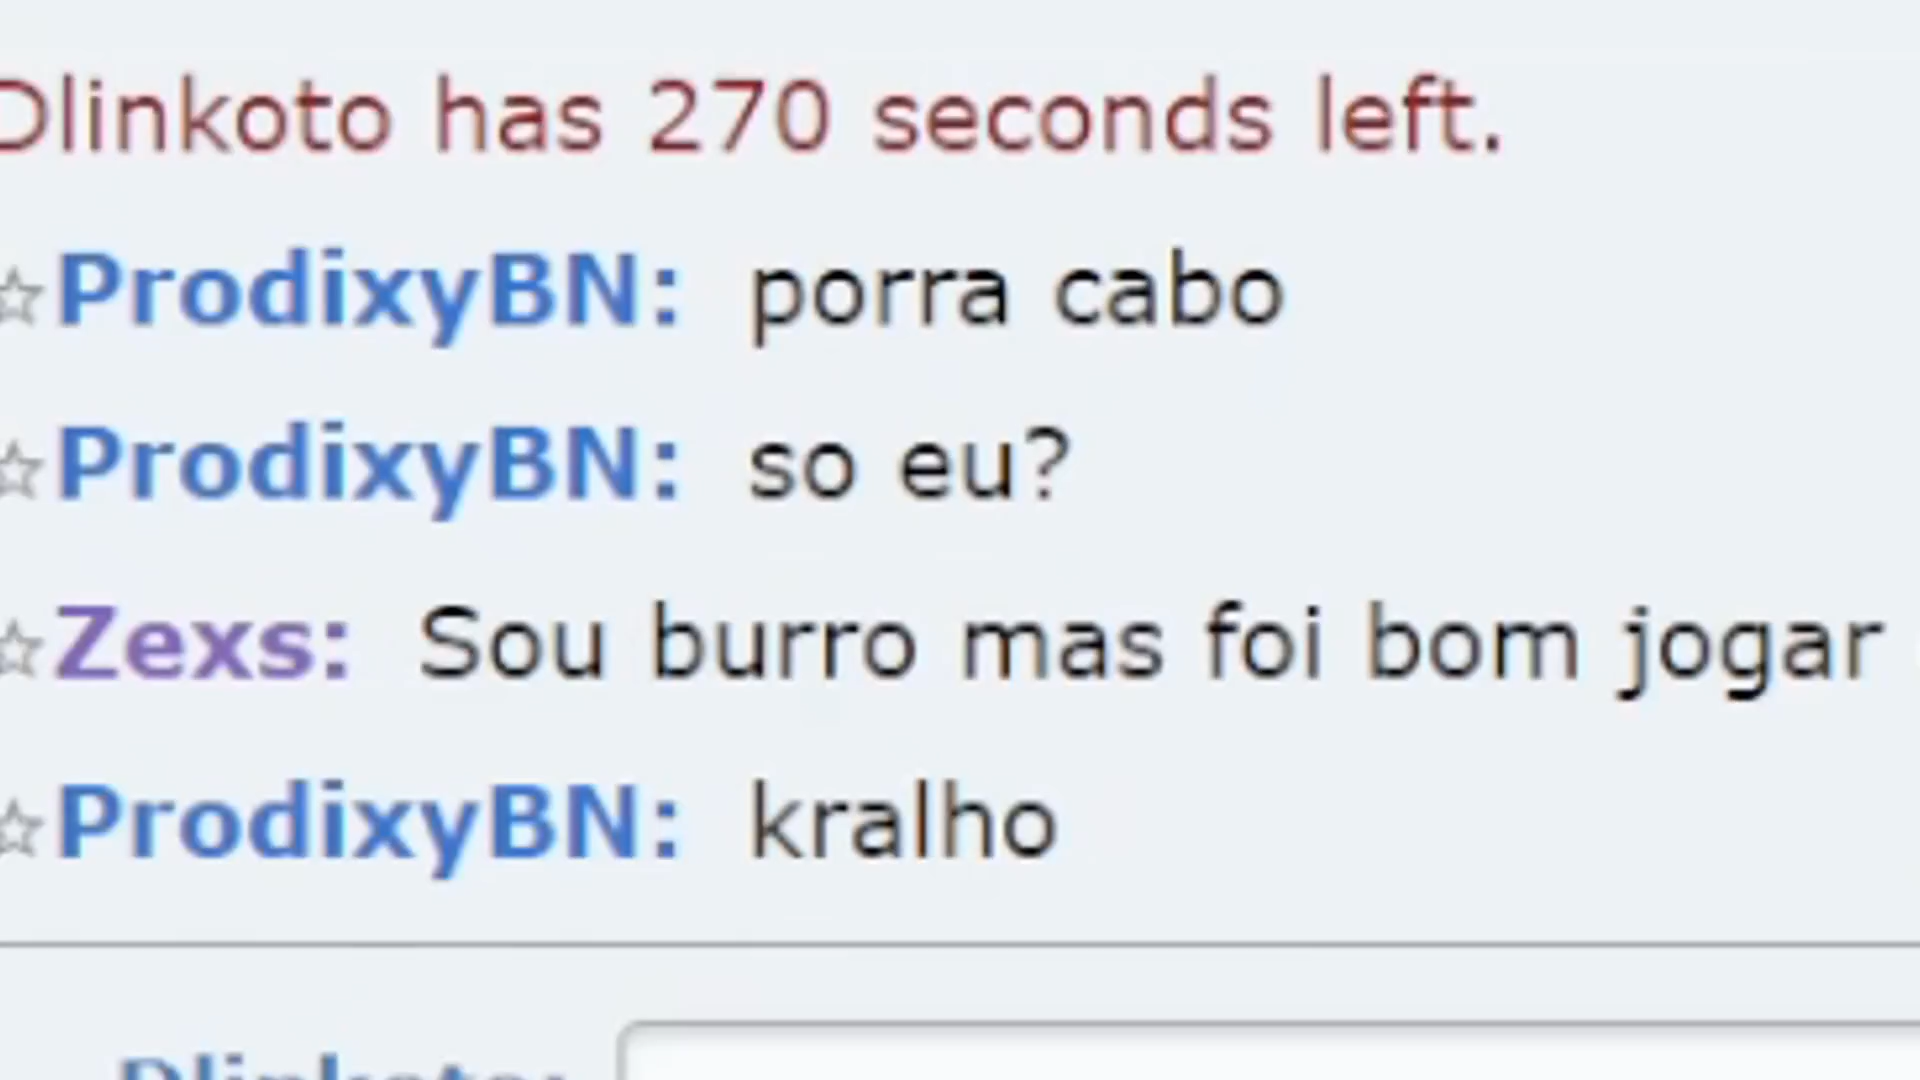 Dlinkoto has 270 seconds left.
☆ProdixyBN: porra cabo
☆ProdixyBN: so eu?
☆Zexs: Sou burro mas foi bom jogar
☆ProdixyBN: kralho
Dlinkoto: